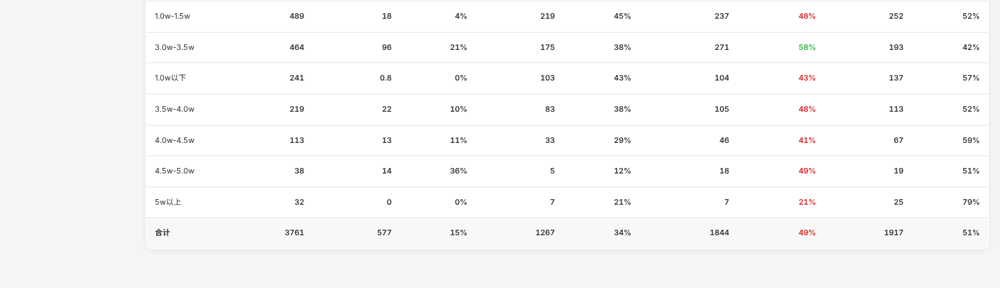 1.0w-1.5w 489 18 4% 219 45% 237 48% 252 52%
3.0w-3.5w 464 96 21% 175 38% 271 58% 193 42%
1.0w以下 241 0.8 0% 103 43% 104 43% 137 57%
3.5w-4.0w 219 22 10% 83 38% 105 48% 113 52%
4.0w-4.5w 113 13 11% 33 29% 46 41% 67 59%
4.5w-5.0w 38 14 36% 5 12% 18 49% 19 51%
5w以上 32 0 0% 7 21% 7 21% 25 79%
合计 3761 577 15% 1267 34% 1844 49% 1917 51%